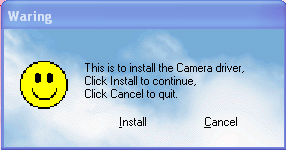 Waring
This is to install the Camera driver,
Click Install to continue,
Click Cancel to quit.
Install Cancel